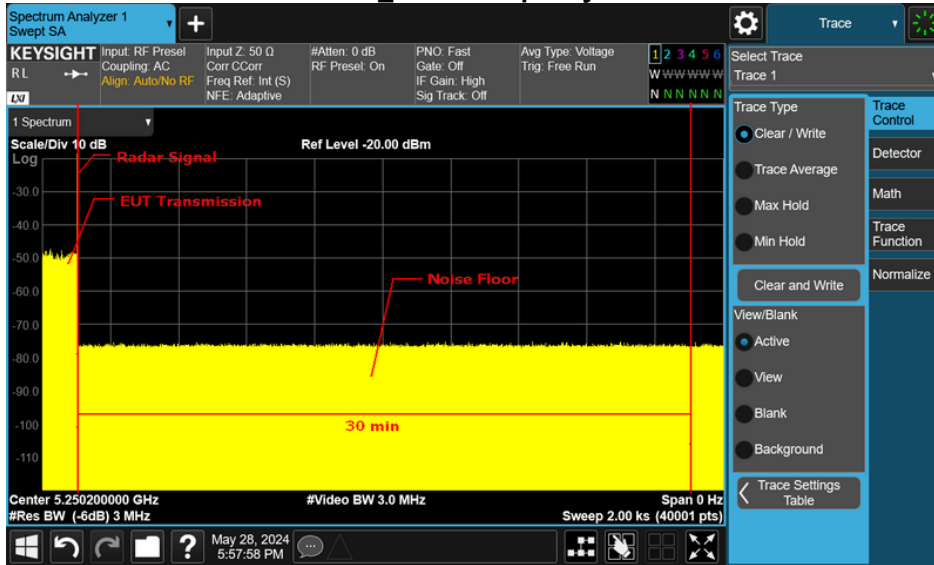 Spectrum Analyzer 1
Swept SA
Trace
KEYSIGHT
RL
LXI
Input: RF Presel
Coupling: AC
Align: Auto/No RF
Input Z: 50 Ω
Corr CCorr
Freq Ref: Int (S)
NFE: Adaptive
#Atten: 0 dB
RF Presel: On
PNO: Fast
Gate: Off
IF Gain: High
Sig Track: Off
Avg Type: Voltage
Trig: Free Run
1 2 3 4 5 6
W W W W W W
N N N N N N
Select Trace
Trace 1
1 Spectrum
Scale/Div 10 dB
Ref Level -20.00 dBm
Log
Radar Signal
-30.0
EUT Transmission
-40.0
-50.0
Noise Floor
-60.0
-70.0
-80.0
-90.0
-100
30 min
-110
Center 5.250200000 GHz
#Video BW 3.0 MHz
Span 0 Hz
#Res BW (-6dB) 3 MHz
Sweep 2.00 ks (40001 pts)
May 28, 2024
5:57:58 PM
?
Trace Type
Clear / Write
Trace Average
Max Hold
Min Hold
Clear and Write
View/Blank
Active
View
Blank
Background
Trace Settings
Table
Trace
Control
Detector
Math
Trace
Function
Normalize